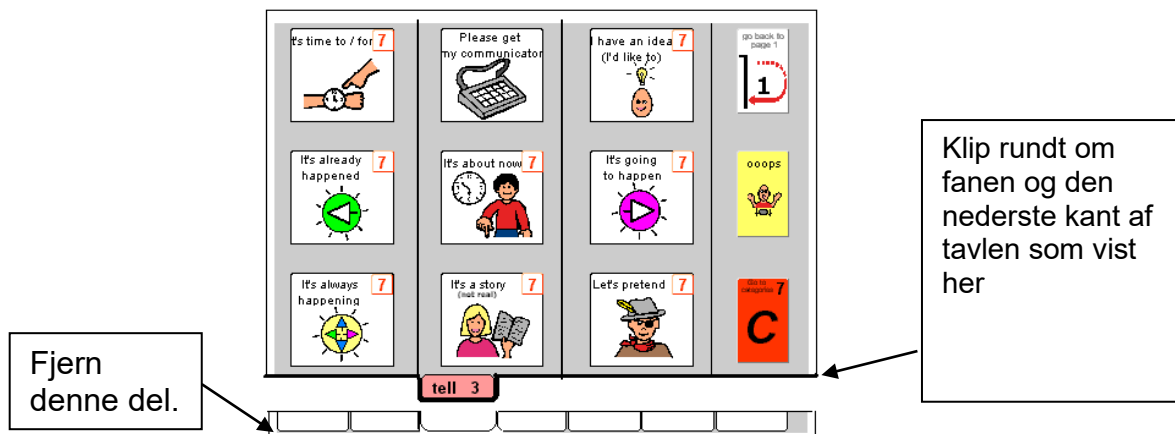 It's time to / for 7
Please get
my communicator
I have an idea 7
(I'd like to)
go back to
page 1
1
It's already 7
happened
It's about now 7
It's going 7
to happen
ooops
It's always 7
happening
It's a story 7
(not real)
Let's pretend 7
Go to
categories 7
C
tell 3
Klip rundt om
fanen og den
nederste kant af
tavlen som vist
her
Fjern
denne del.